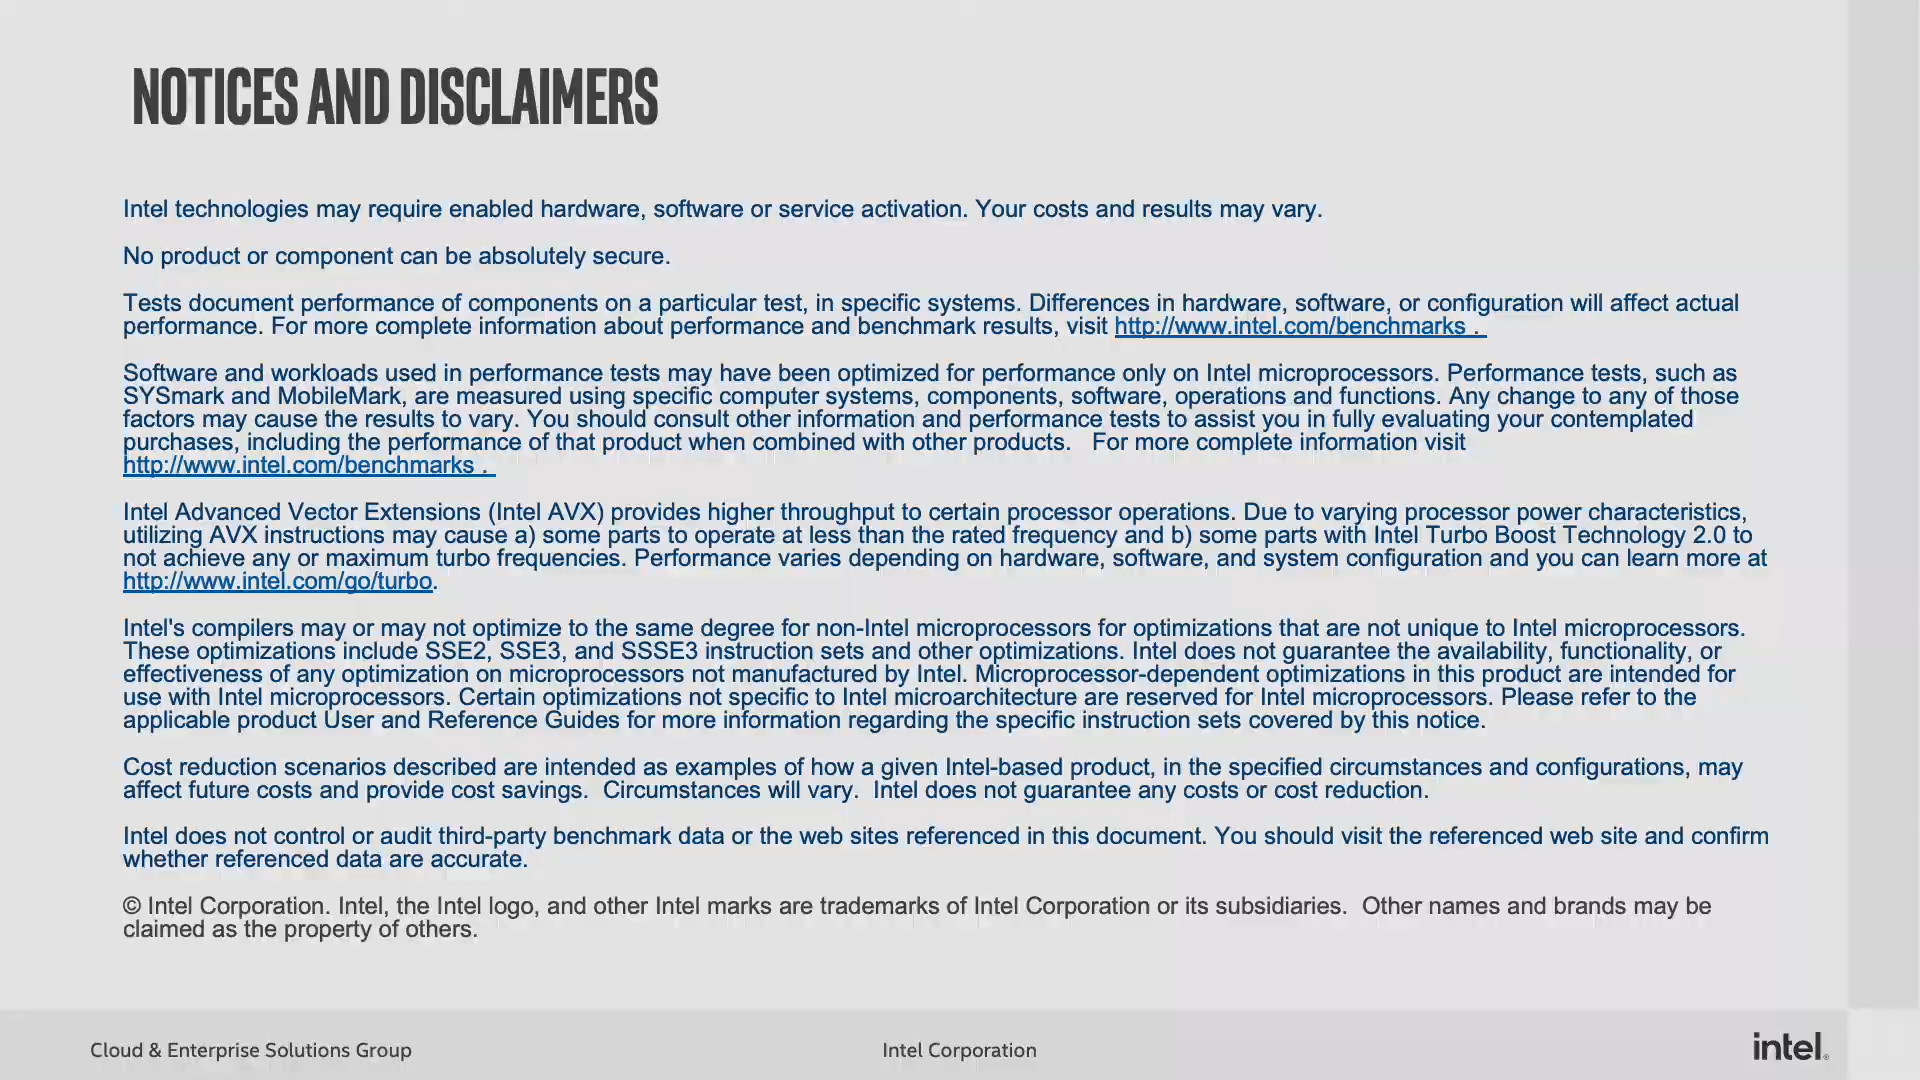 NOTICES AND DISCLAIMERS
Intel technologies may require enabled hardware, software or service activation. Your costs and results may vary.
No product or component can be absolutely secure.
Tests document performance of components on a particular test, in specific systems. Differences in hardware, software, or configuration will affect actual
performance. For more complete information about performance and benchmark results, visit http://www.intel.com/benchmarks .
Software and workloads used in performance tests may have been optimized for performance only on Intel microprocessors. Performance tests, such as
SYSmark and MobileMark, are measured using specific computer systems, components, software, operations and functions. Any change to any of those
factors may cause the results to vary. You should consult other information and performance tests to assist you in fully evaluating your contemplated
purchases, including the performance of that product when combined with other products.   For more complete information visit
http://www.intel.com/benchmarks .
Intel Advanced Vector Extensions (Intel AVX) provides higher throughput to certain processor operations. Due to varying processor power characteristics,
utilizing AVX instructions may cause a) some parts to operate at less than the rated frequency and b) some parts with Intel Turbo Boost Technology 2.0 to
not achieve any or maximum turbo frequencies. Performance varies depending on hardware, software, and system configuration and you can learn more at
http://www.intel.com/go/turbo.
Intel's compilers may or may not optimize to the same degree for non-Intel microprocessors for optimizations that are not unique to Intel microprocessors.
These optimizations include SSE2, SSE3, and SSSE3 instruction sets and other optimizations. Intel does not guarantee the availability, functionality, or
effectiveness of any optimization on microprocessors not manufactured by Intel. Microprocessor-dependent optimizations in this product are intended for
use with Intel microprocessors. Certain optimizations not specific to Intel microarchitecture are reserved for Intel microprocessors. Please refer to the
applicable product User and Reference Guides for more information regarding the specific instruction sets covered by this notice.
Cost reduction scenarios described are intended as examples of how a given Intel-based product, in the specified circumstances and configurations, may
affect future costs and provide cost savings.  Circumstances will vary.  Intel does not guarantee any costs or cost reduction.
Intel does not control or audit third-party benchmark data or the web sites referenced in this document. You should visit the referenced web site and confirm
whether referenced data are accurate.
© Intel Corporation. Intel, the Intel logo, and other Intel marks are trademarks of Intel Corporation or its subsidiaries.  Other names and brands may be
claimed as the property of others.
Cloud & Enterprise Solutions Group
Intel Corporation
intel®